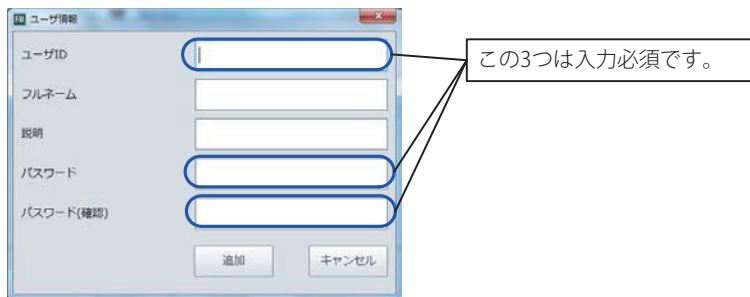 ユーザ情報
ユーザID
この3つは入力必須です。
フルネーム
説明
パスワード
パスワード(確認)
追加
キャンセル